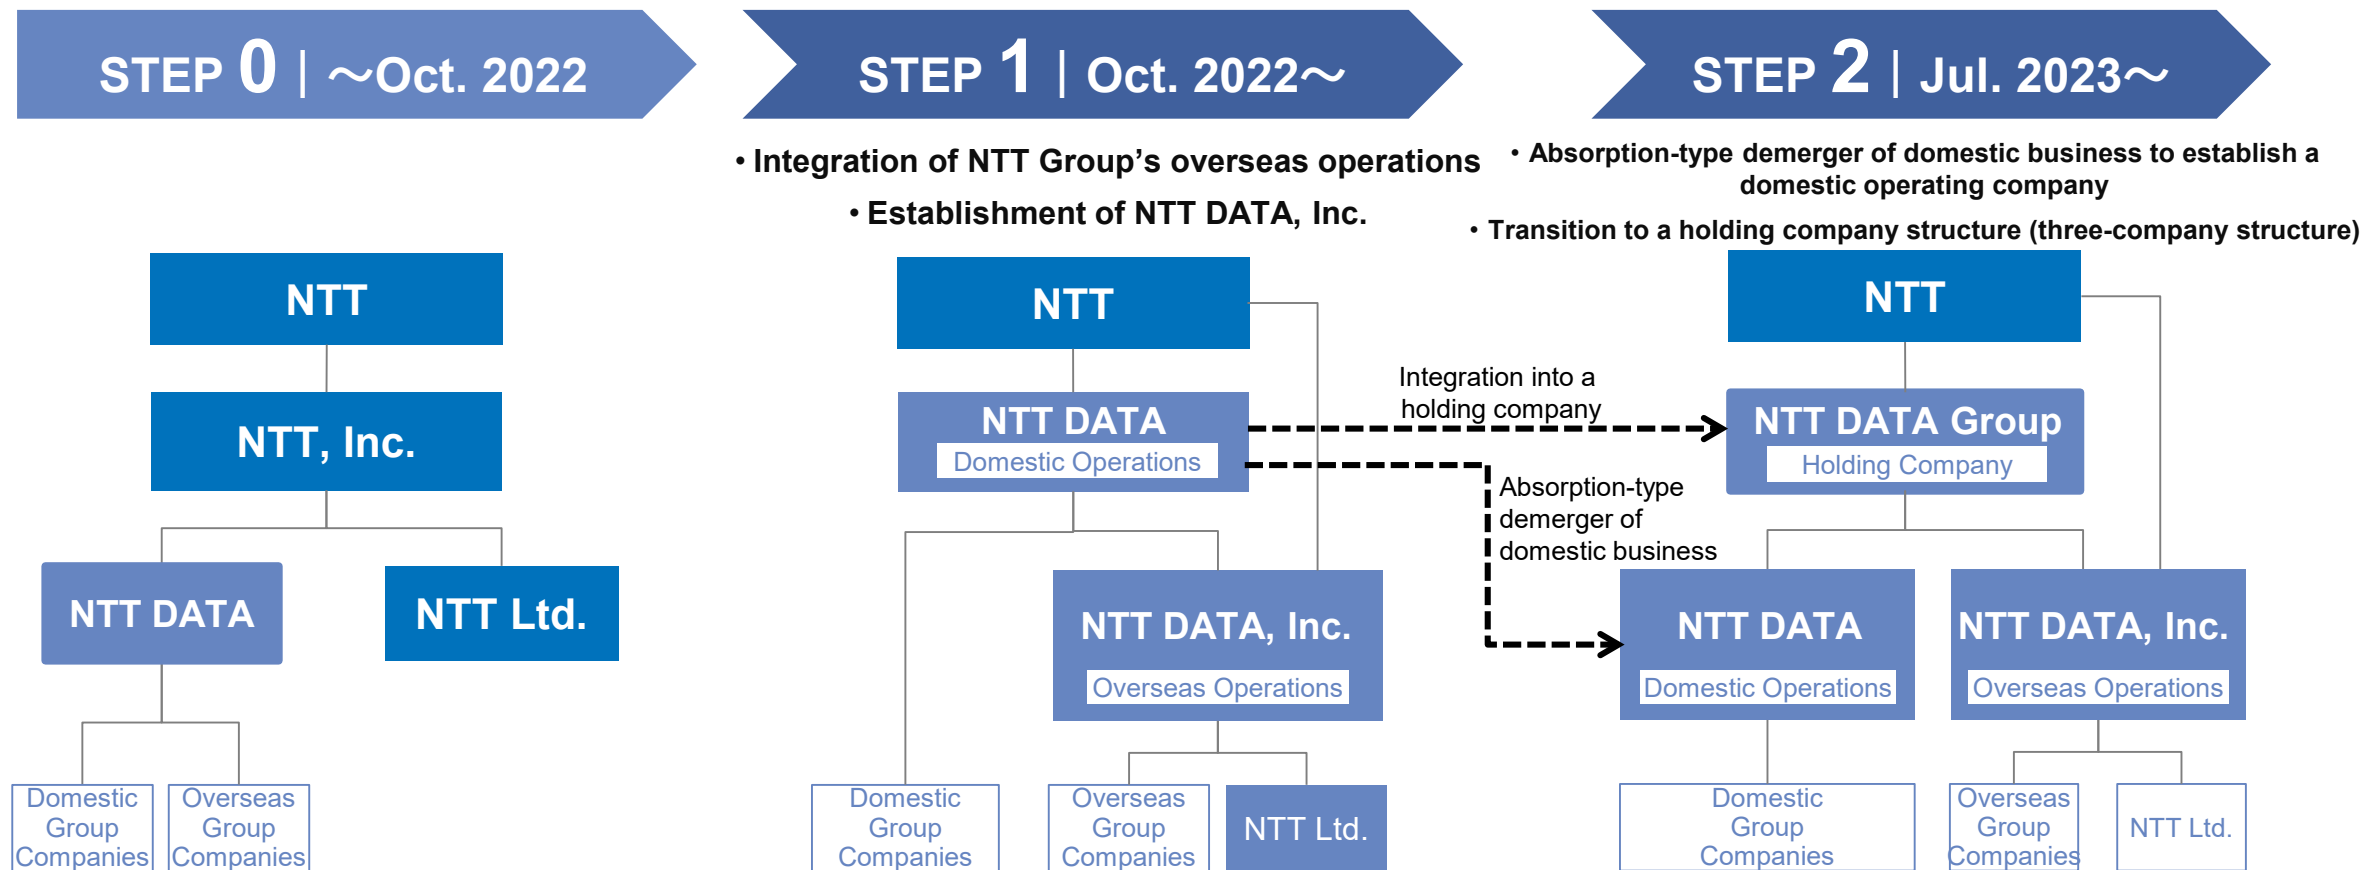 STEP 0 | ～Oct. 2022
STEP 1 | Oct. 2022～
STEP 2 | Jul. 2023～
• Integration of NTT Group’s overseas operations
• Establishment of NTT DATA, Inc.
• Absorption-type demerger of domestic business to establish a
domestic operating company
• Transition to a holding company structure (three-company structure)
NTT
NTT, Inc.
NTT DATA
NTT Ltd.
Domestic
Group
Companies
Overseas
Group
Companies
NTT
NTT DATA
Domestic Operations
NTT DATA, Inc.
Overseas Operations
Domestic
Group
Companies
Overseas
Group
Companies
NTT Ltd.
Integration into a
holding company
Absorption-type
demerger of
domestic business
NTT
NTT DATA Group
Holding Company
NTT DATA
Domestic Operations
NTT DATA, Inc.
Overseas Operations
Domestic
Group
Companies
Overseas
Group
Companies
NTT Ltd.